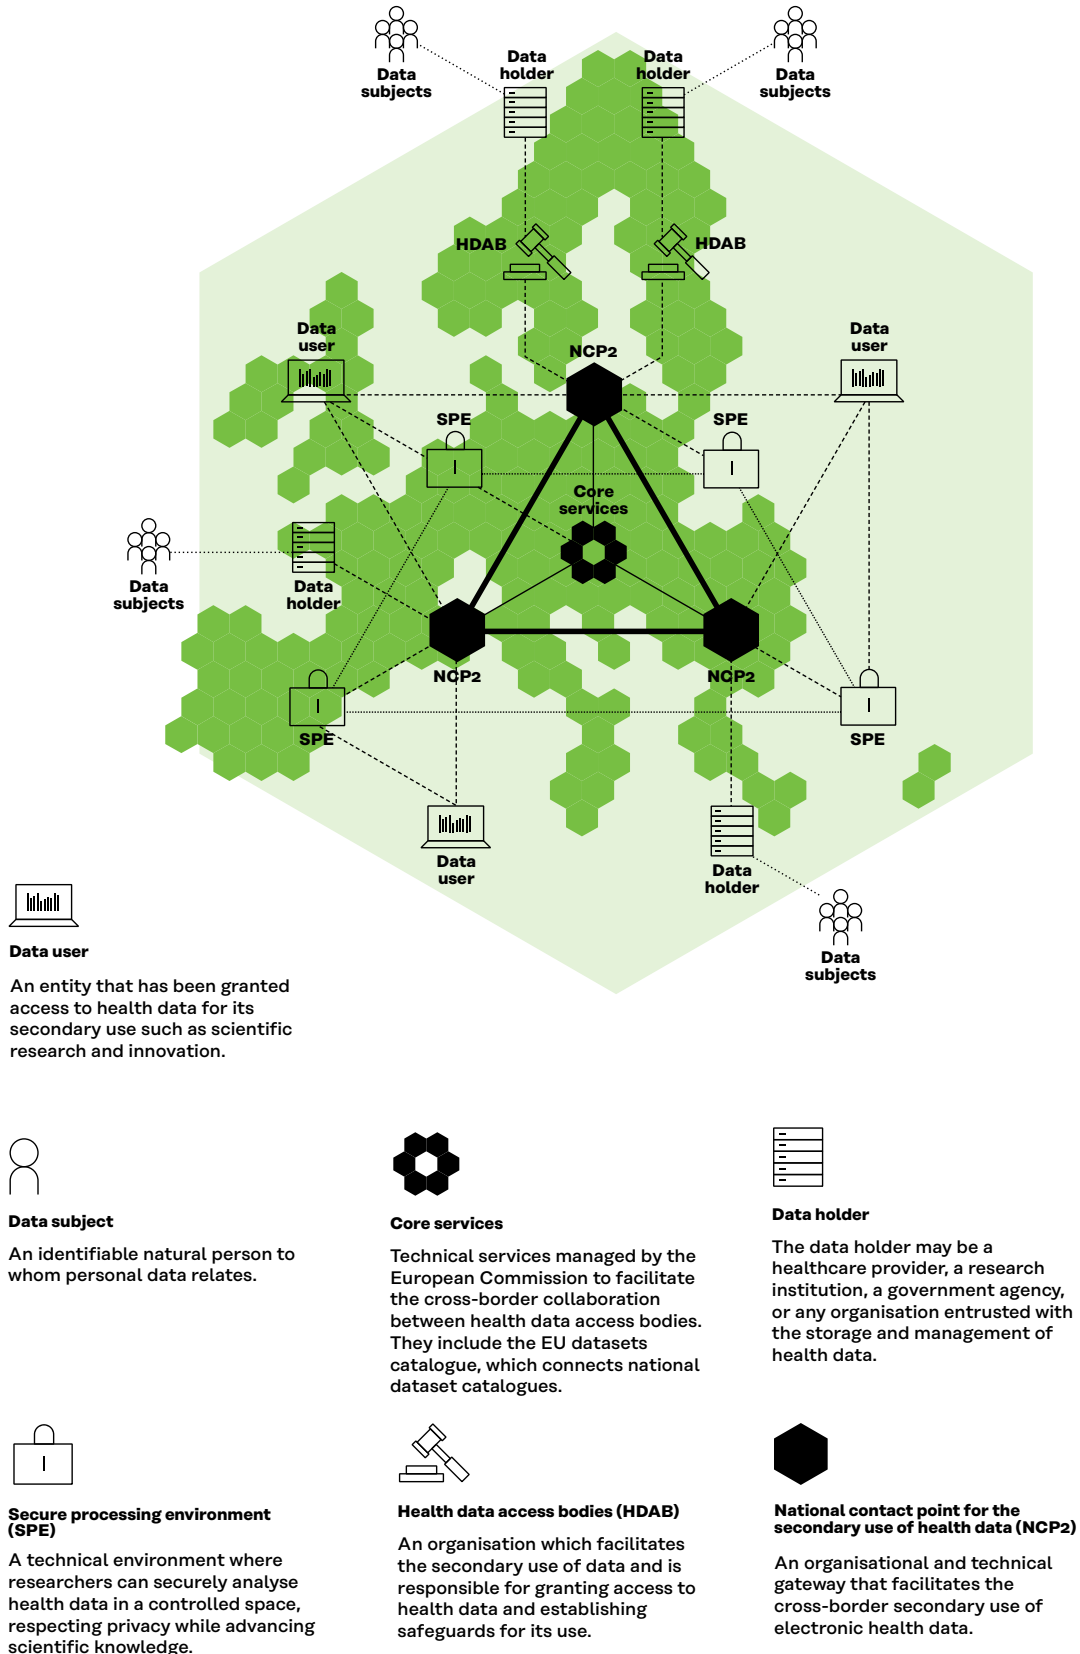 Data
subjects
Data
holder
Data
holder
Data
subjects
HDAB
HDAB
Data
user
NCP2
Data
user
SPE
SPE
Core
services
Data
subjects
Data
holder
NCP2
NCP2
SPE
SPE
Data
user
Data
holder
Data
subjects
Data user
An entity that has been granted
access to health data for its
secondary use such as scientific
research and innovation.
Data subject
An identifiable natural person to
whom personal data relates.
Core services
Technical services managed by the
European Commission to facilitate
the cross-border collaboration
between health data access bodies.
They include the EU datasets
catalogue, which connects national
dataset catalogues.
Data holder
The data holder may be a
healthcare provider, a research
institution, a government agency,
or any organisation entrusted with
the storage and management of
health data.
Secure processing environment
(SPE)
A technical environment where
researchers can securely analyse
health data in a controlled space,
respecting privacy while advancing
scientific knowledge.
Health data access bodies (HDAB)
An organisation which facilitates
the secondary use of data and is
responsible for granting access to
health data and establishing
safeguards for its use.
National contact point for the
secondary use of health data (NCP2)
An organisational and technical
gateway that facilitates the
cross-border secondary use of
electronic health data.